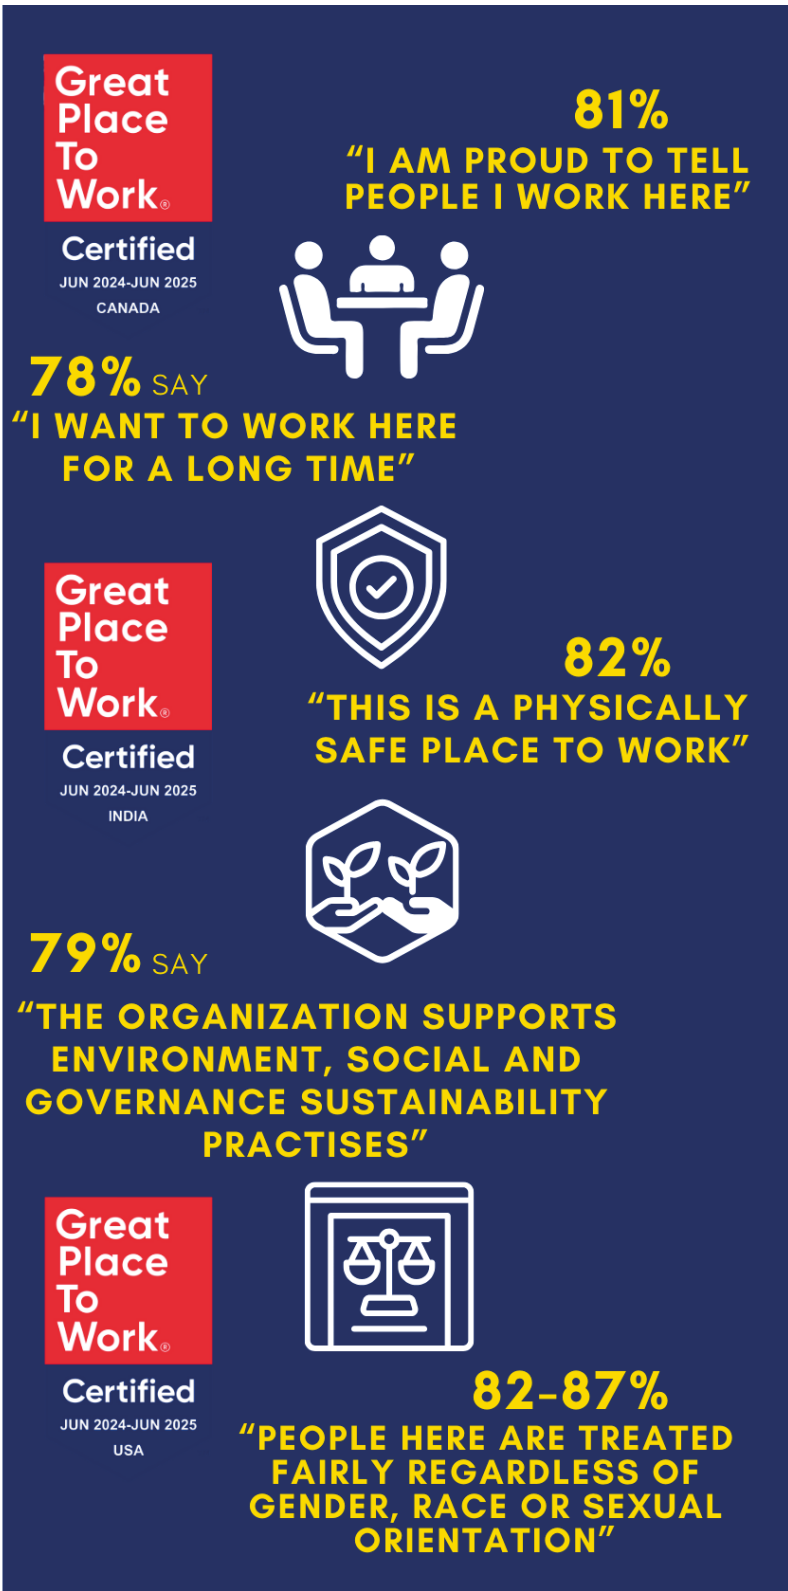 Great
Place
To
Work®
Certified
JUN 2024-JUN 2025
CANADA
81%
“I AM PROUD TO TELL
PEOPLE I WORK HERE”
78% SAY
“I WANT TO WORK HERE
FOR A LONG TIME”
Great
Place
To
Work®
Certified
JUN 2024-JUN 2025
INDIA
82%
“THIS IS A PHYSICALLY
SAFE PLACE TO WORK”
79% SAY
“THE ORGANIZATION SUPPORTS
ENVIRONMENT, SOCIAL AND
GOVERNANCE SUSTAINABILITY
PRACTISES”
Great
Place
To
Work®
Certified
JUN 2024-JUN 2025
USA
82-87%
“PEOPLE HERE ARE TREATED
FAIRLY REGARDLESS OF
GENDER, RACE OR SEXUAL
ORIENTATION”